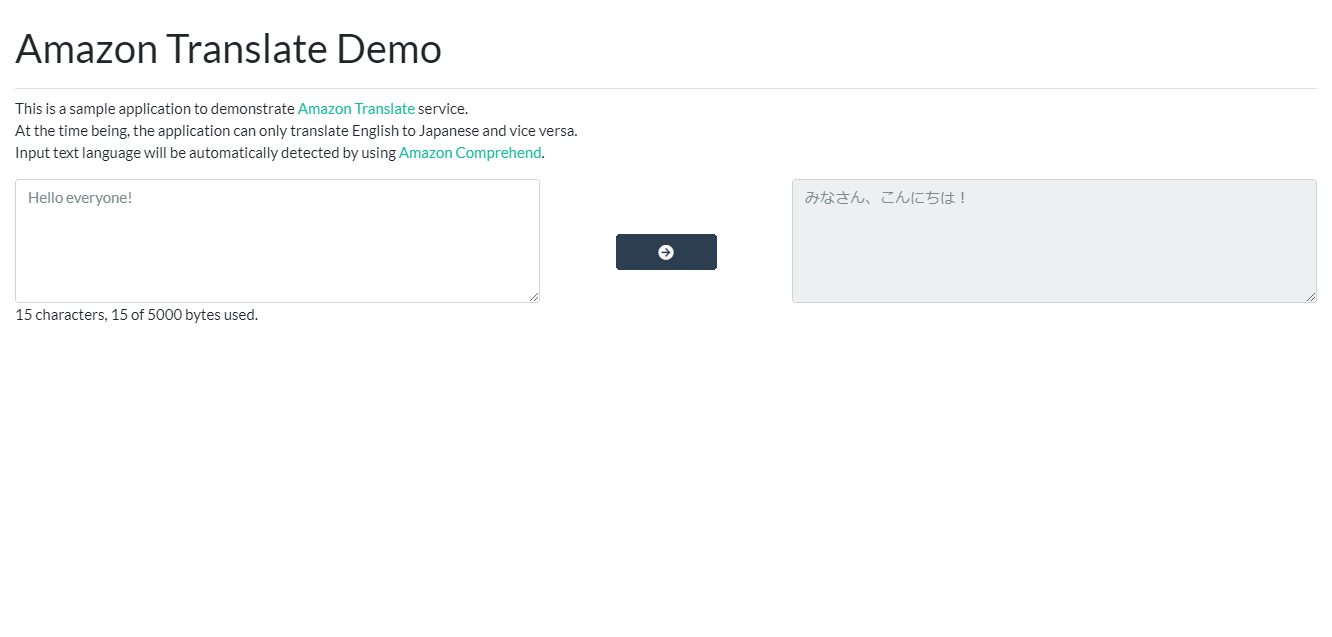 Amazon Translate Demo
This is a sample application to demonstrate Amazon Translate service.
At the time being, the application can only translate English to Japanese and vice versa.
Input text language will be automatically detected by using Amazon Comprehend.
Hello everyone!
みなさん、こんにちは！
15 characters, 15 of 5000 bytes used.